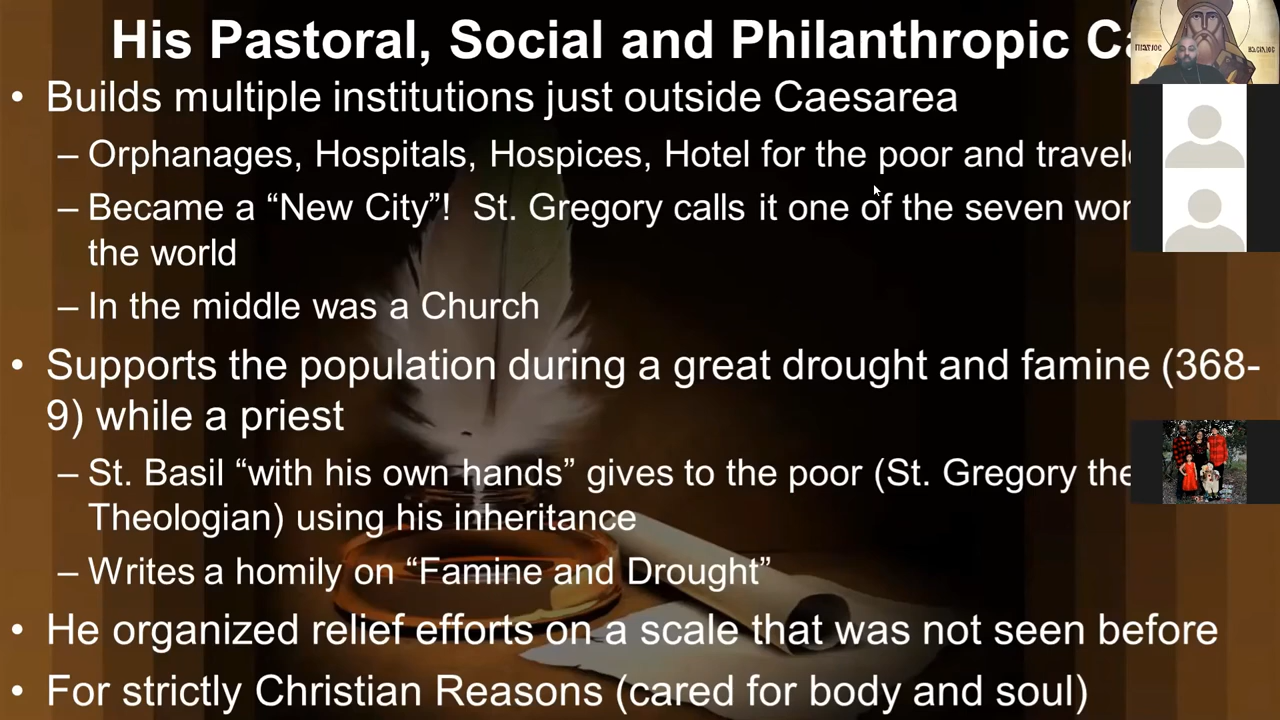 His Pastoral, Social and Philanthropic
• Builds multiple institutions just outside Caesarea
– Orphanages, Hospitals, Hospices, Hotel for the poor and
– Became a “New City”!  St. Gregory calls it one of the seven
the world
– In the middle was a Church
• Supports the population during a great drought and famine (368-
9) while a priest
– St. Basil “with his own hands” gives to the poor (St. Gregory the
Theologian) using his inheritance
– Writes a homily on “Famine and Drought”
• He organized relief efforts on a scale that was not seen before
• For strictly Christian Reasons (cared for body and soul)